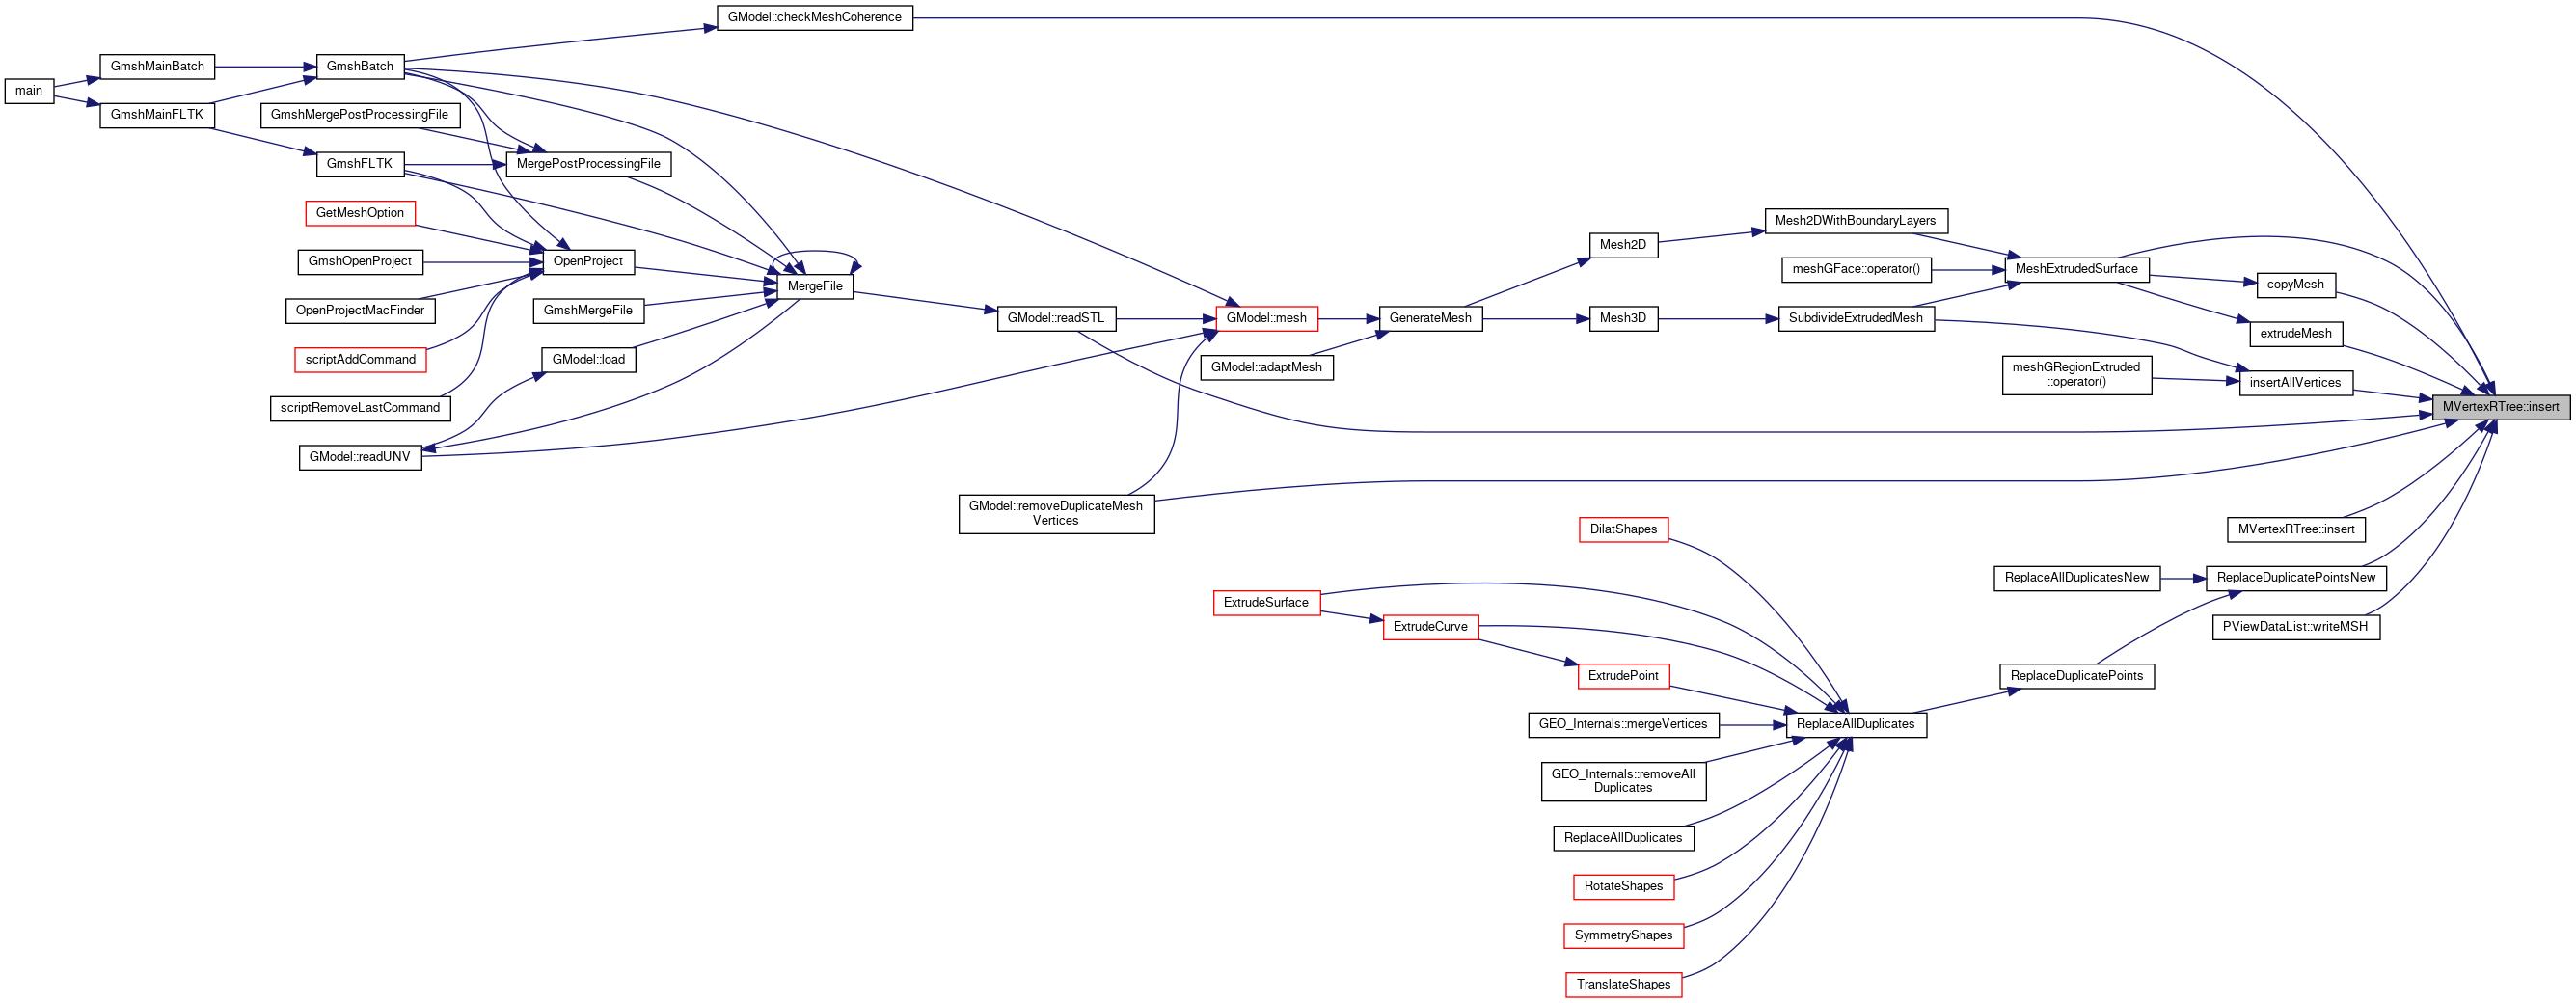 GModel::checkMeshCoherence
GmshMainBatch
GmshBatch
main
GmshMainFLTK
GmshMergePostProcessingFile
GmshFLTK
MergePostProcessingFile
GetMeshOption
Mesh2DWithBoundaryLayers
Mesh2D
GmshOpenProject
OpenProject
meshGFace::operator()
MeshExtrudedSurface
copyMesh
MergeFile
OpenProjectMacFinder
GmshMergeFile
GModel::readSTL
GModel::mesh
GenerateMesh
Mesh3D
SubdivideExtrudedMesh
extrudeMesh
scriptAddCommand
GModel::load
GModel::adaptMesh
meshGRegionExtruded
::operator()
insertAllVertices
scriptRemoveLastCommand
MVertexRTree::insert
GModel::readUNV
GModel::removeDuplicateMesh
Vertices
DilatShapes
MVertexRTree::insert
ReplaceAllDuplicatesNew
ReplaceDuplicatePointsNew
ExtrudeSurface
ExtrudeCurve
PViewDataList::writeMSH
ExtrudePoint
ReplaceDuplicatePoints
GEO_Internals::mergeVertices
ReplaceAllDuplicates
GEO_Internals::removeAll
Duplicates
ReplaceAllDuplicates
RotateShapes
SymmetryShapes
TranslateShapes